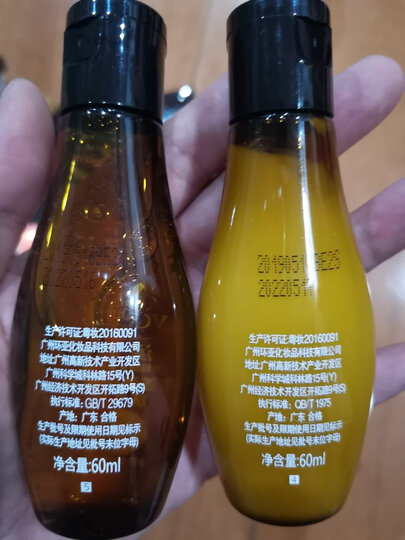 生产许可证:粤妆20160091
广州环亚化妆品科技有限公司
地址:广州高新技术产业开发区
广州科学城科林路15号(Y)
广州经济技术开发区开拓路9号(S)
执行标准: GB/T 29679
产地: 广东 合格
生产批号及限期使用日期见标示
(实际生产地址见批号末位字母)
净含量:60ml
5
20190514BE2S
2022051
生产许可证:粤妆20160091
广州环亚化妆品科技有限公司
地址:广州高新技术产业开发区
广州科学城科林路15号(Y)
广州经济技术开发区开拓路9号(S)
执行标准: QB/T 1975
产地: 广东 合格
生产批号及限期使用日期见标示
(实际生产地址见批号末位字母)
净含量:60ml
4